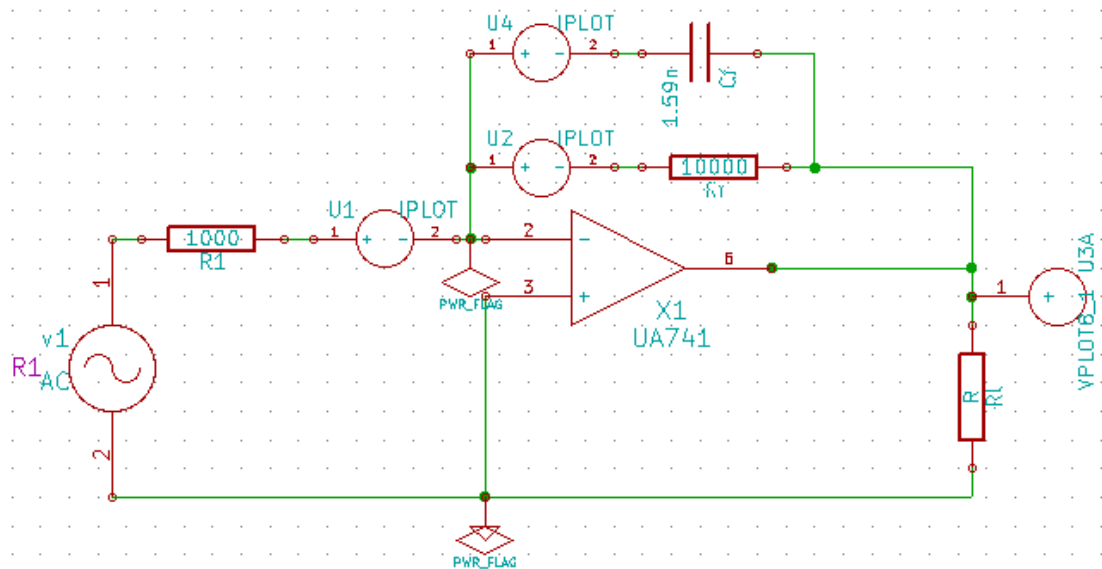 U4 IPLOT
1 + - 2
1.59n
Cf
U2 IPLOT
1 + - 2
10000
Rf
U1 IPLOT
1 + - 2
1000
R1
2 -
3 +
6
PWR_FLAG
X1
UA741
1 +
VPLOT8_1 U3A
1
v1
R1
AC
2
R
Rl
PWR_FLAG